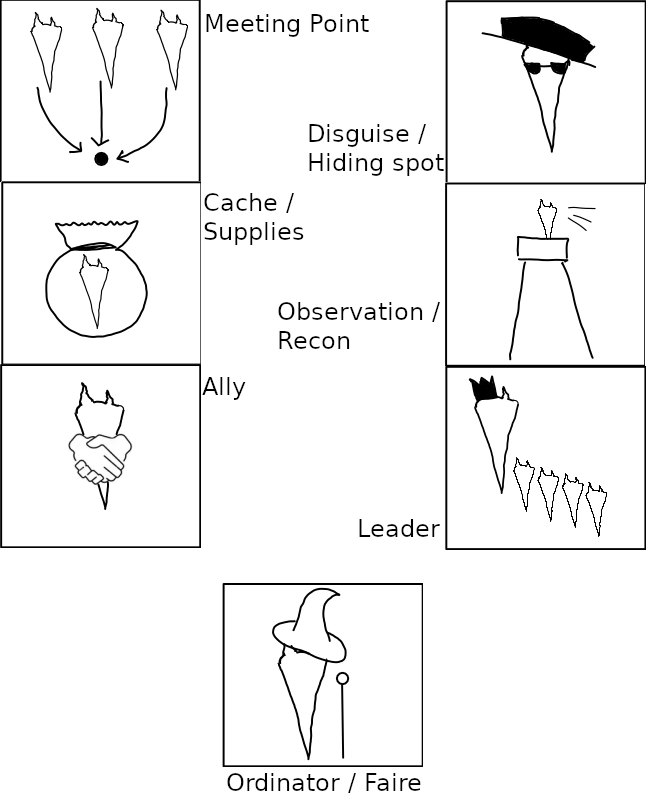 Meeting Point
Disguise /
Hiding spot
Cache /
Supplies
Observation /
Recon
Ally
Leader
Ordinator / Faire